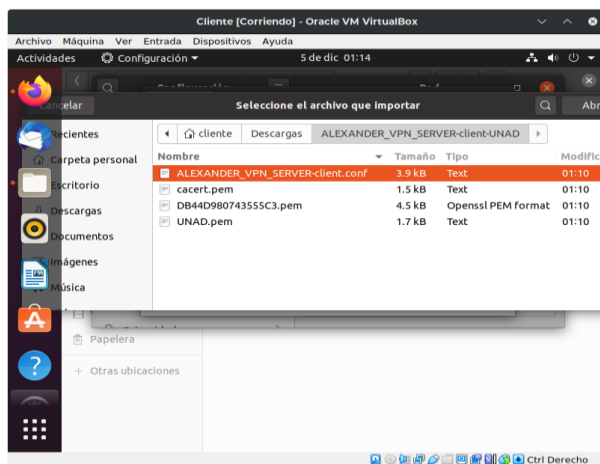 Cliente [Corriendo] - Oracle VM VirtualBox
Archivo Máquina Ver Entrada Dispositivos Ayuda
Actividades Configuración 5 de dic 01:14
Cancelar Seleccione el archivo que importar Abr
Recientes cliente Descargas ALEXANDER_VPN_SERVER-client-UNAD
Carpeta personal Nombre Tamaño Tipo Modific
ALEXANDER_VPN_SERVER-client.conf 3.9 kB Text 01:10
Escritorio cacert.pem 1.5 kB Text 01:10
Descargas DB44D980743555C3.pem 4.5 kB Openssl PEM format 01:10
UNAD.pem 1.7 kB Text 01:10
Documentos
Imágenes
Música
Papelera
+ Otras ubicaciones
Ctrl Derecho